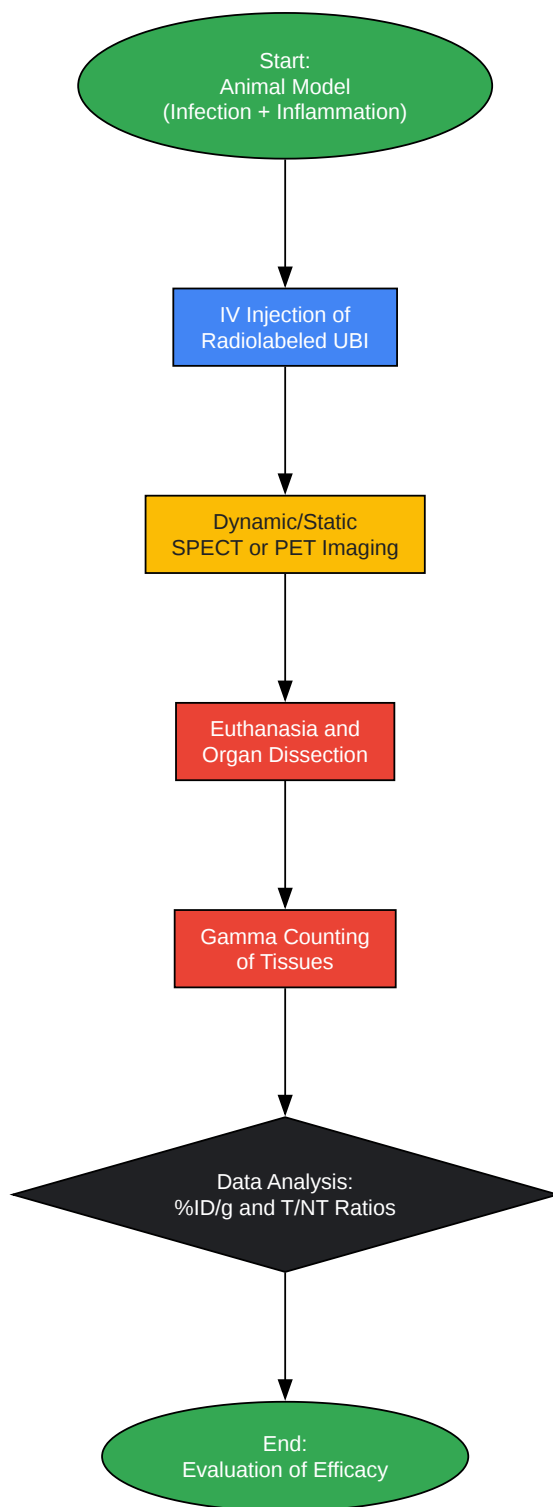 Start:
Animal Model
(Infection + Inflammation)
IV Injection of
Radiolabeled UBI
Dynamic/Static
SPECT or PET Imaging
Euthanasia and
Organ Dissection
Gamma Counting
of Tissues
Data Analysis:
%ID/g and T/NT Ratios
End:
Evaluation of Efficacy